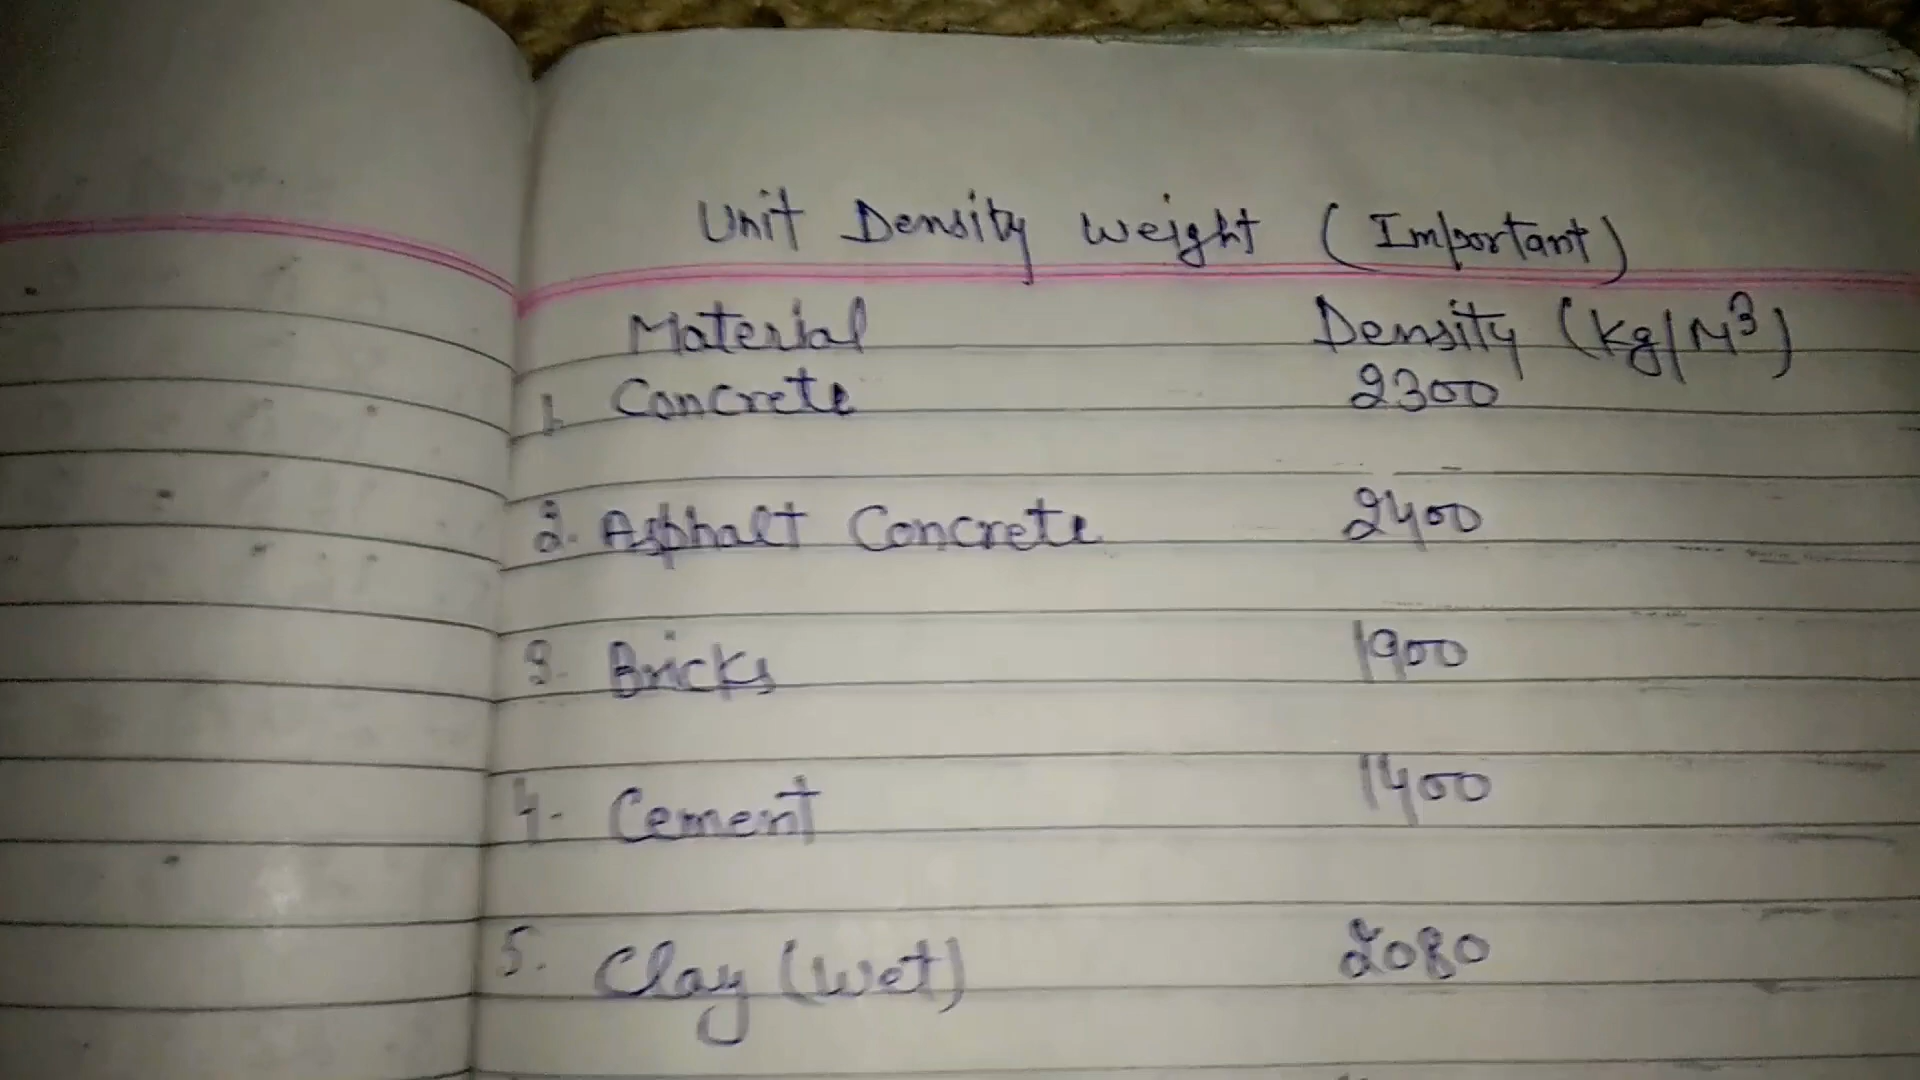 Unit Density Weight (Important)
Material Density (Kg/M³)
1. Concrete 2300
2. Asphalt Concrete 2400
3. Bricks 1900
4. Cement 1400
5. Clay (Wet) 2080